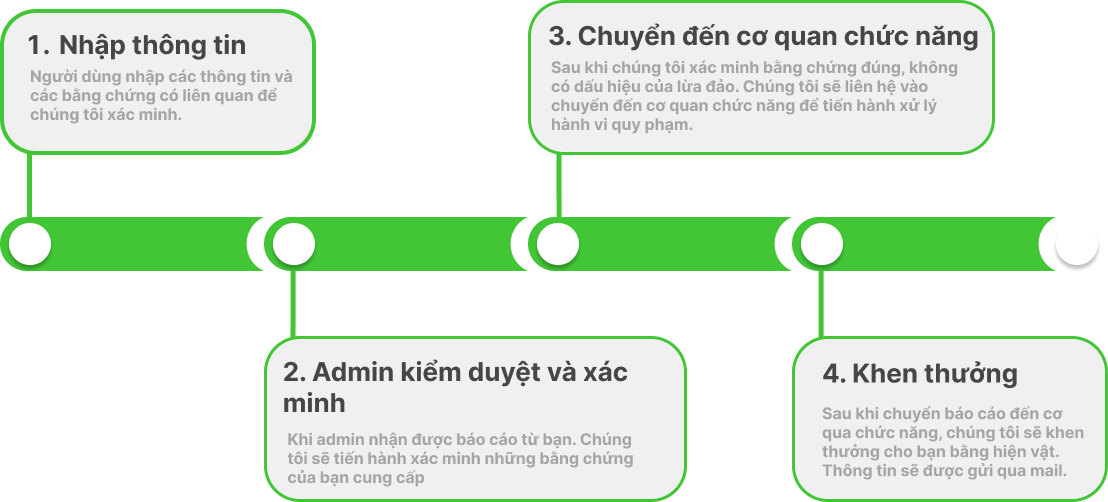 1. Nhập thông tin
Người dùng nhập các thông tin và
các bằng chứng có liên quan để
chúng tôi xác minh.
2. Admin kiểm duyệt và xác
minh
Khi admin nhận được báo cáo từ bạn. Chúng
tôi sẽ tiến hành xác minh những bằng chứng
của bạn cung cấp
3. Chuyển đến cơ quan chức năng
Sau khi chúng tôi xác minh bằng chứng đúng, không
có dấu hiệu của lừa đảo. Chúng tôi sẽ liên hệ vào
chuyển đến cơ quan chức năng để tiến hành xử lý
hành vi quy phạm.
4. Khen thưởng
Sau khi chuyển báo cáo đến cơ
qua chức năng, chúng tôi sẽ khen
thưởng cho bạn bằng hiện vật.
Thông tin sẽ được gửi qua mail.